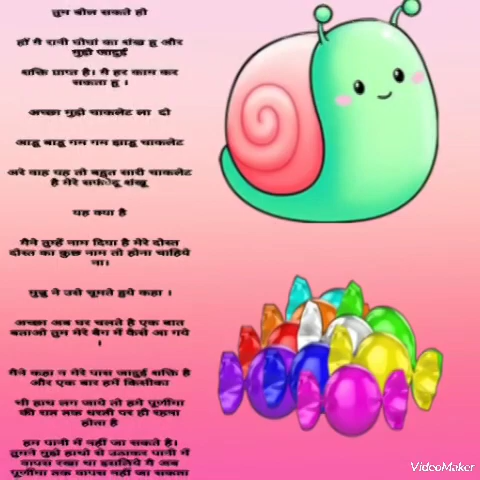 तुम बोल सकते हो
हाँ मै रानी घोघां का शंख हू और
मुझे जादुई
शक्ति प्राप्त है। मै हर काम कर
सकता हू ।
अच्छा मुझे चाकलेट ला दो
आडू बाडू गम गम झाडू चाकलेट
अरे वाह यह तो बहुत सारी चाकलेट
है मेरे शंखू
यह क्या है
मैने तुम्हें नाम दिया है मेरे दोस्त
दोस्त का कुछ नाम तो होना चाहिये
ना।
ने उसे चूमते हुये कहा ।
अच्छा अब घर चलते है एक बात
बताओ तुम मेरे बैग में कैसे आ गये
।
मैने कहा न मेरे पास जादुई शक्ति है
और एक बार हमें किसीका
भी हाथ लग जाये तो हमे पूर्णीमा
की रात तक धरती पर ही रहना
होता है
हम पानी में नहीं जा सकते है।
तुमने मुझे हाथो से उठाकर पानी में
वापस रखा था इसलिये मै अब
पूर्णीमा तक वापस नहीं जा सकता
VideoMaker